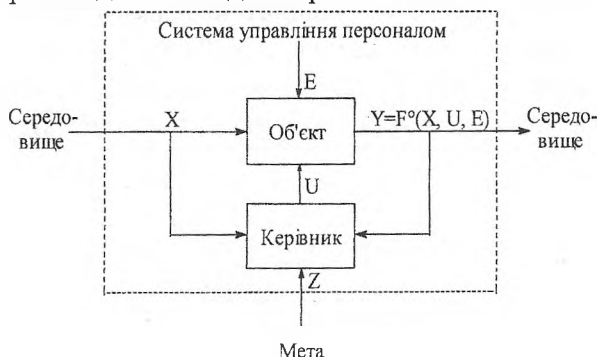 Система управління персоналом
E
Середо-
вище
X
Об'єкт
Y=F°(X, U, E)
Середо-
вище
U
Керівник
Z
Мета